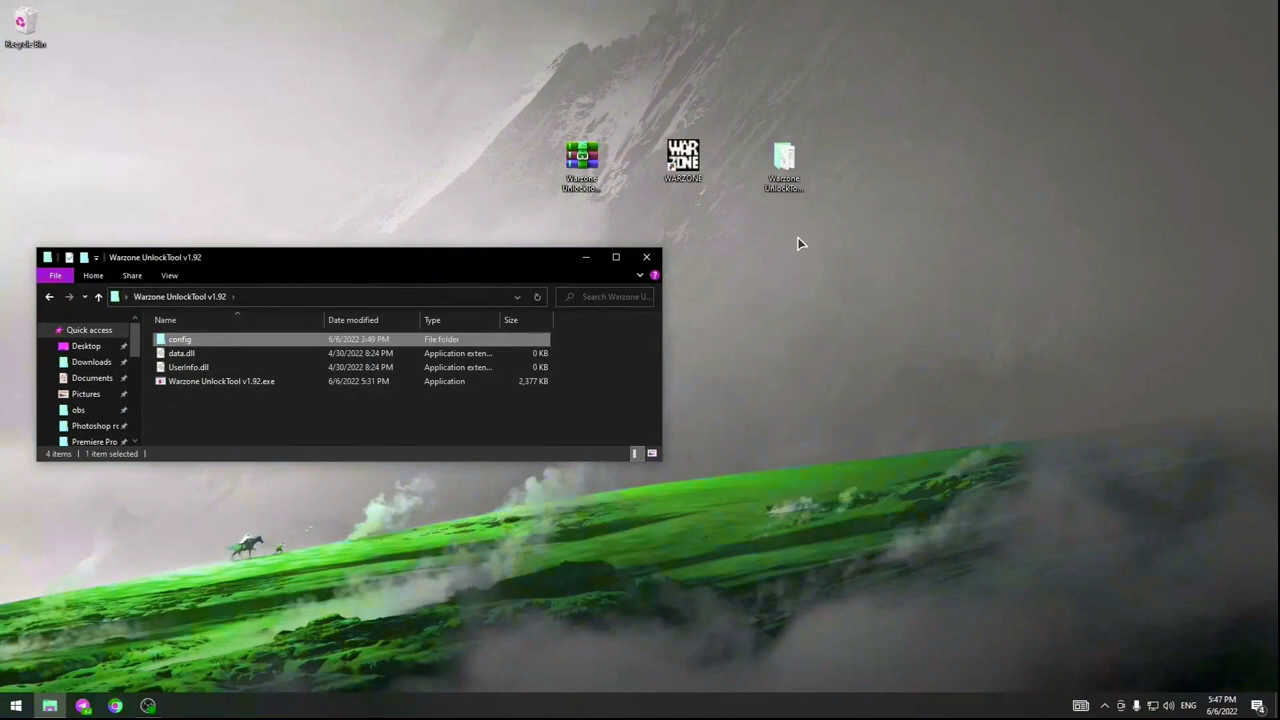 Recycle Bin
Warzone
UnlockTo...
WARZONE
Warzone
UnlockTo...
Warzone UnlockTool v1.92
File Home Share View
Warzone UnlockTool v1.92
Search Warzone U...
Name Date modified Type Size
Quick access
Desktop
Downloads
Documents
Pictures
obs
Photoshop rc
Premiere Pro
config 6/6/2022 3:49 PM File folder
data.dll 4/30/2022 8:24 PM Application exten... 0 KB
UserInfo.dll 4/30/2022 8:24 PM Application exten... 0 KB
Warzone UnlockTool v1.92.exe 6/6/2022 5:31 PM Application 2,377 KB
4 items 1 item selected
ENG
5:47 PM
6/6/2022